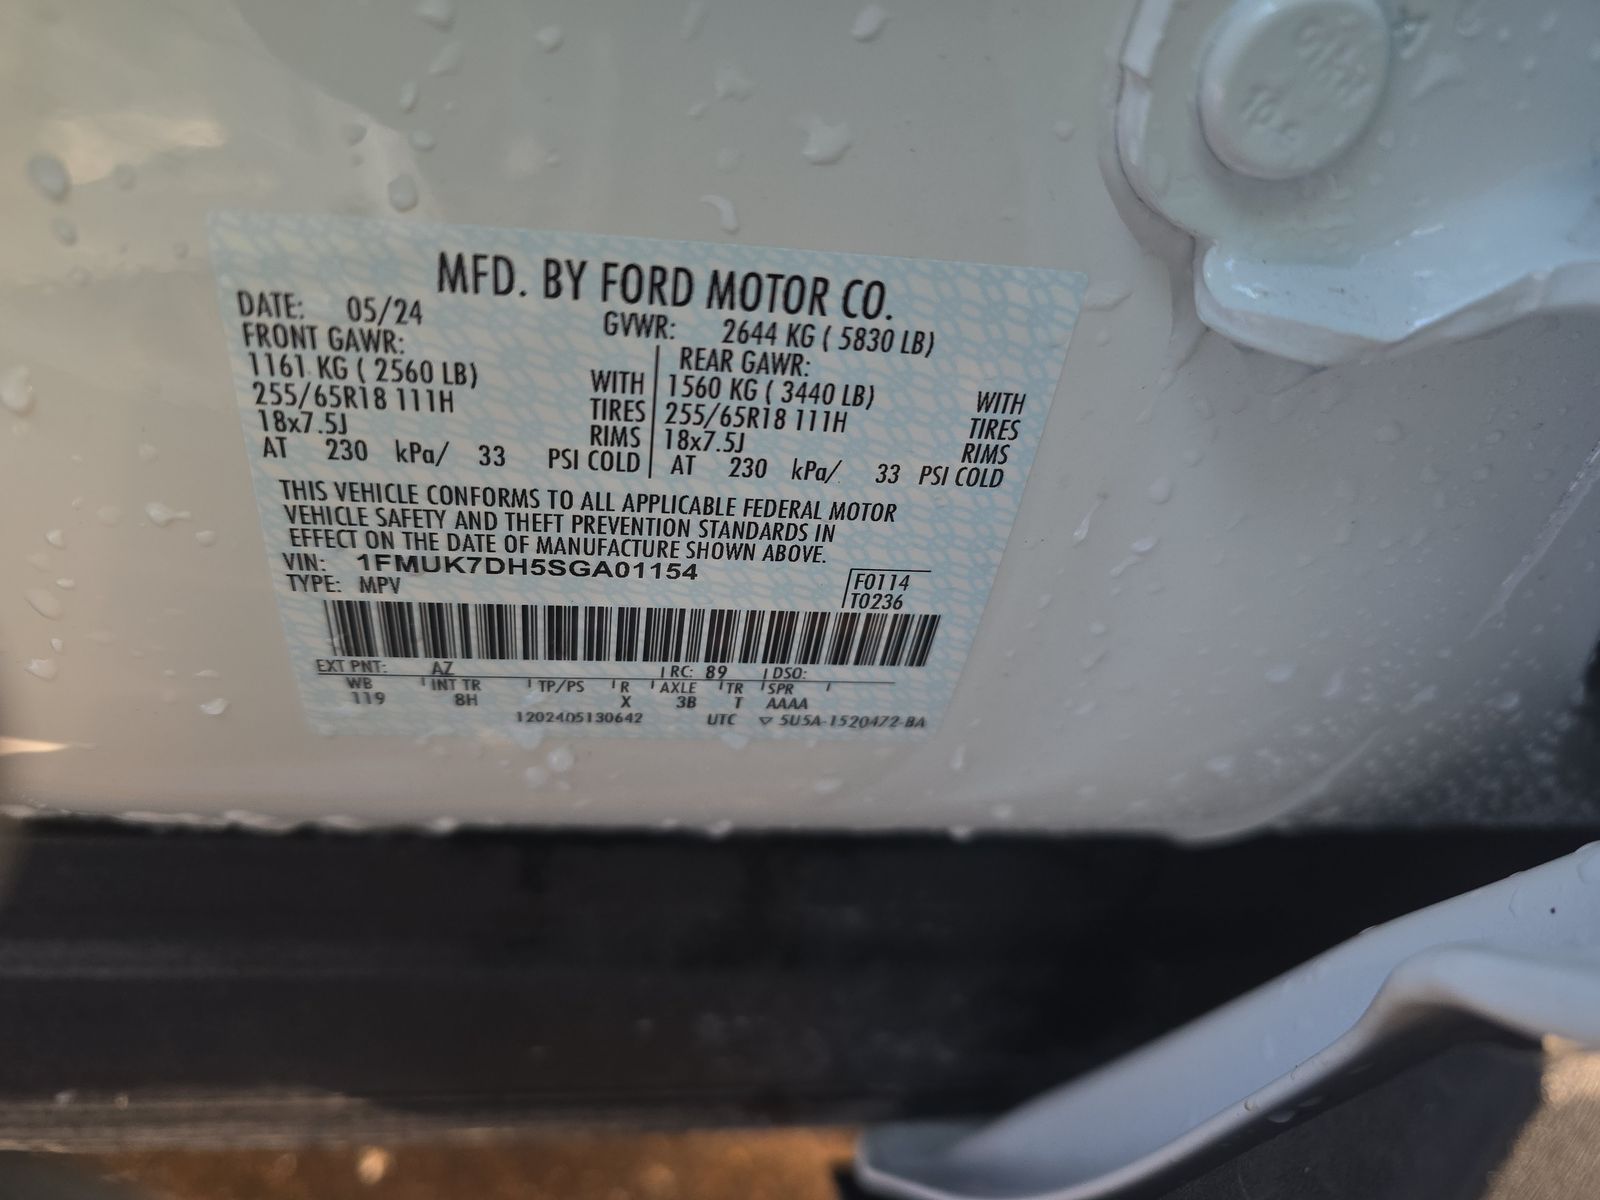 MFD. BY FORD MOTOR CO.
DATE: 05/24 GVWR: 2644 KG ( 5830 LB)
FRONT GAWR: REAR GAWR:
1161 KG ( 2560 LB) WITH 1560 KG ( 3440 LB) WITH
255/65R18 111H TIRES 255/65R18 111H TIRES
18x7.5J RIMS 18x7.5J RIMS
AT 230 kPa/ 33 PSI COLD AT 230 kPa/ 33 PSI COLD
THIS VEHICLE CONFORMS TO ALL APPLICABLE FEDERAL MOTOR
VEHICLE SAFETY AND THEFT PREVENTION STANDARDS IN
EFFECT ON THE DATE OF MANUFACTURE SHOWN ABOVE.
VIN: 1FMUK7DH5SGA01154
TYPE: MPV F0114
T0236
EXT PNT: AZ RC: 89 DSO:
WB INT TR TP/PS R AXLE TR SPR
119 8H X 3B T AAAA
1202405130642 UTC ▽ 5U5A-1520472-BA